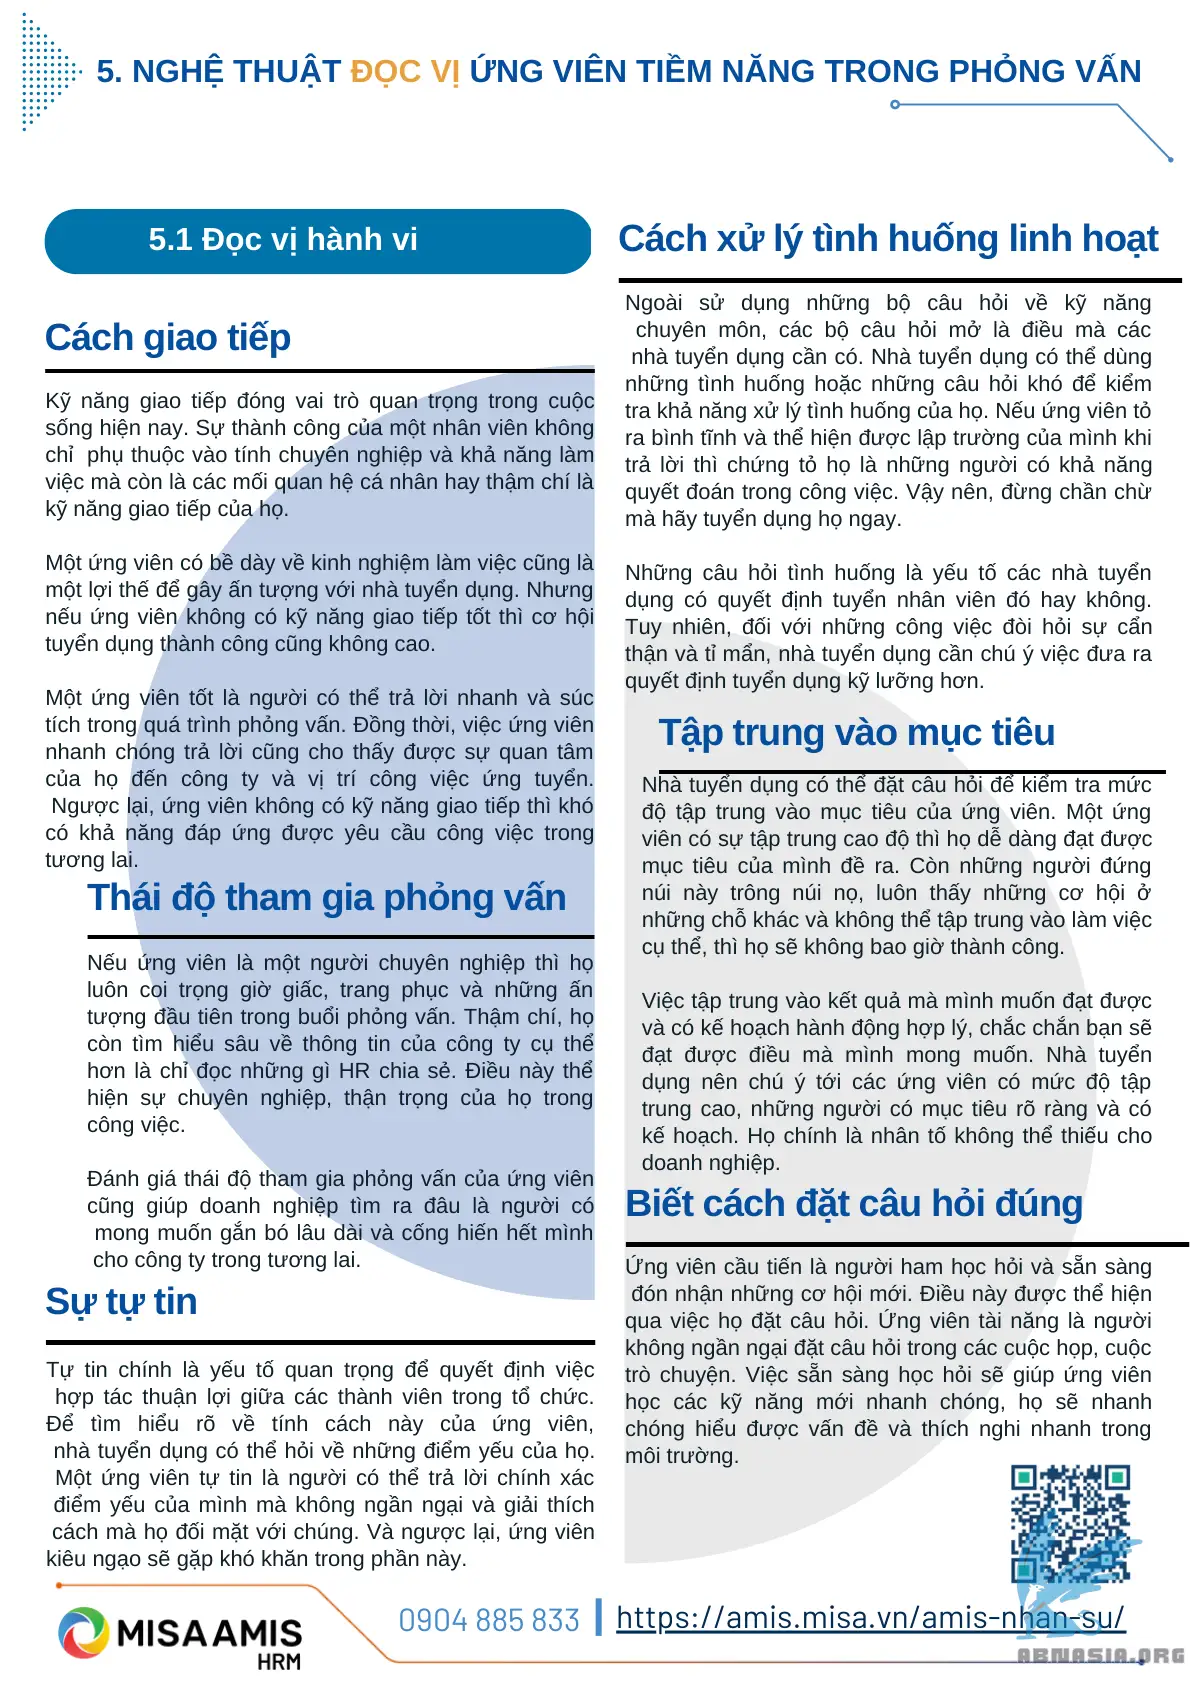 5. NGHỆ THUẬT ĐỌC VỊ ỨNG VIÊN TIỀM NĂNG TRONG PHỎNG VẤN
5.1 Đọc vị hành vi
Cách giao tiếp
Kỹ năng giao tiếp đóng vai trò quan trọng trong cuộc
sống hiện nay. Sự thành công của một nhân viên không
chỉ phụ thuộc vào tính chuyên nghiệp và khả năng làm
việc mà còn là các mối quan hệ cá nhân hay thậm chí là
kỹ năng giao tiếp của họ.
Một ứng viên có bề dày về kinh nghiệm làm việc cũng là
một lợi thế để gây ấn tượng với nhà tuyển dụng. Nhưng
nếu ứng viên không có kỹ năng giao tiếp tốt thì cơ hội
tuyển dụng thành công cũng không cao.
Một ứng viên tốt là người có thể trả lời nhanh và súc
tích trong quá trình phỏng vấn. Đồng thời, việc ứng viên
nhanh chóng trả lời cũng cho thấy được sự quan tâm
của họ đến công ty và vị trí công việc ứng tuyển.
Ngược lại, ứng viên không có kỹ năng giao tiếp thì khó
có khả năng đáp ứng được yêu cầu công việc trong
tương lai.
Thái độ tham gia phỏng vấn
Nếu ứng viên là một người chuyên nghiệp thì họ
luôn coi trọng giờ giấc, trang phục và những ấn
tượng đầu tiên trong buổi phỏng vấn. Thậm chí, họ
còn tìm hiểu sâu về thông tin của công ty cụ thể
hơn là chỉ đọc những gì HR chia sẻ. Điều này thể
hiện sự chuyên nghiệp, thận trọng của họ trong
công việc.
Đánh giá thái độ tham gia phỏng vấn của ứng viên
cũng giúp doanh nghiệp tìm ra đâu là người có
mong muốn gắn bó lâu dài và cống hiến hết mình
cho công ty trong tương lai.
Sự tự tin
Tự tin chính là yếu tố quan trọng để quyết định việc
hợp tác thuận lợi giữa các thành viên trong tổ chức.
Để tìm hiểu rõ về tính cách này của ứng viên,
nhà tuyển dụng có thể hỏi về những điểm yếu của họ.
Một ứng viên tự tin là người có thể trả lời chính xác
điểm yếu của mình mà không ngần ngại và giải thích
cách mà họ đối mặt với chúng. Và ngược lại, ứng viên
kiêu ngạo sẽ gặp khó khăn trong phần này.
Cách xử lý tình huống linh hoạt
Ngoài sử dụng những bộ câu hỏi về kỹ năng
chuyên môn, các bộ câu hỏi mở là điều mà các
nhà tuyển dụng cần có. Nhà tuyển dụng có thể dùng
những tình huống hoặc những câu hỏi khó để kiểm
tra khả năng xử lý tình huống của họ. Nếu ứng viên tỏ
ra bình tĩnh và thể hiện được lập trường của mình khi
trả lời thì chứng tỏ họ là những người có khả năng
quyết đoán trong công việc. Vậy nên, đừng chần chừ
mà hãy tuyển dụng họ ngay.
Những câu hỏi tình huống là yếu tố các nhà tuyển
dụng có quyết định tuyển nhân viên đó hay không.
Tuy nhiên, đối với những công việc đòi hỏi sự cẩn
thận và tỉ mẩn, nhà tuyển dụng cần chú ý việc đưa ra
quyết định tuyển dụng kỹ lưỡng hơn.
Tập trung vào mục tiêu
Nhà tuyển dụng có thể đặt câu hỏi để kiểm tra mức
độ tập trung vào mục tiêu của ứng viên. Một ứng
viên có sự tập trung cao độ thì họ dễ dàng đạt được
mục tiêu của mình đề ra. Còn những người đứng
núi này trông núi nọ, luôn thấy những cơ hội ở
những chỗ khác và không thể tập trung vào làm việc
cụ thể, thì họ sẽ không bao giờ thành công.
Việc tập trung vào kết quả mà mình muốn đạt được
và có kế hoạch hành động hợp lý, chắc chắn bạn sẽ
đạt được điều mà mình mong muốn. Nhà tuyển
dụng nên chú ý tới các ứng viên có mức độ tập
trung cao, những người có mục tiêu rõ ràng và có
kế hoạch. Họ chính là nhân tố không thể thiếu cho
doanh nghiệp.
Biết cách đặt câu hỏi đúng
Ứng viên cầu tiến là người ham học hỏi và sẵn sàng
đón nhận những cơ hội mới. Điều này được thể hiện
qua việc họ đặt câu hỏi. Ứng viên tài năng là người
không ngần ngại đặt câu hỏi trong các cuộc họp, cuộc
trò chuyện. Việc sẵn sàng học hỏi sẽ giúp ứng viên
học các kỹ năng mới nhanh chóng, họ sẽ nhanh
chóng hiểu được vấn đề và thích nghi nhanh trong
môi trường.
MISA AMIS
HRM
0904 885 833
https://amis.misa.vn/amis-nhan-su/
ABNASIA.ORG